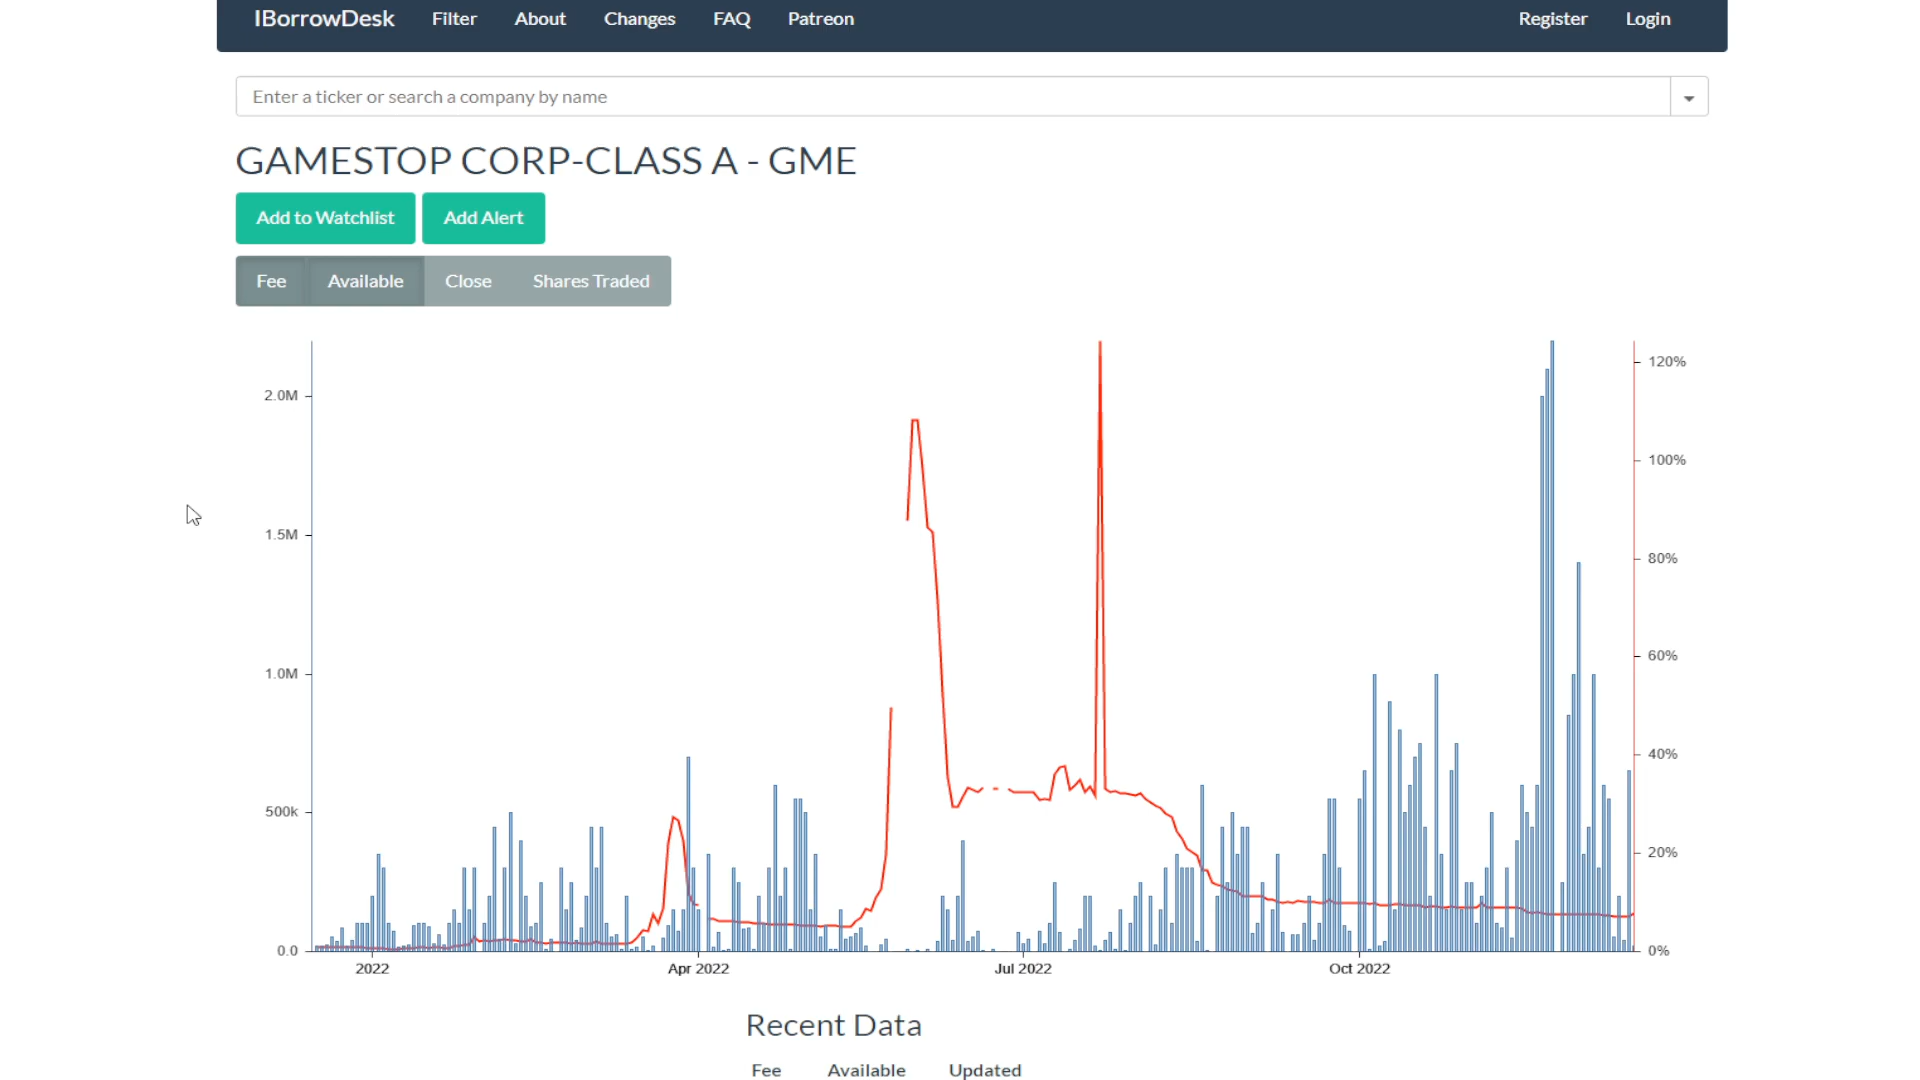 IBorrowDesk Filter About Changes FAQ Patreon Register Login
Enter a ticker or search a company by name
GAMESTOP CORP-CLASS A - GME
Add to Watchlist Add Alert
Fee Available Close Shares Traded
120%
2.0M
100%
1.5M
80%
1.0M
60%
40%
500k
20%
0.0 0%
2022 Apr 2022 Jul 2022 Oct 2022
Recent Data
Fee Available Updated